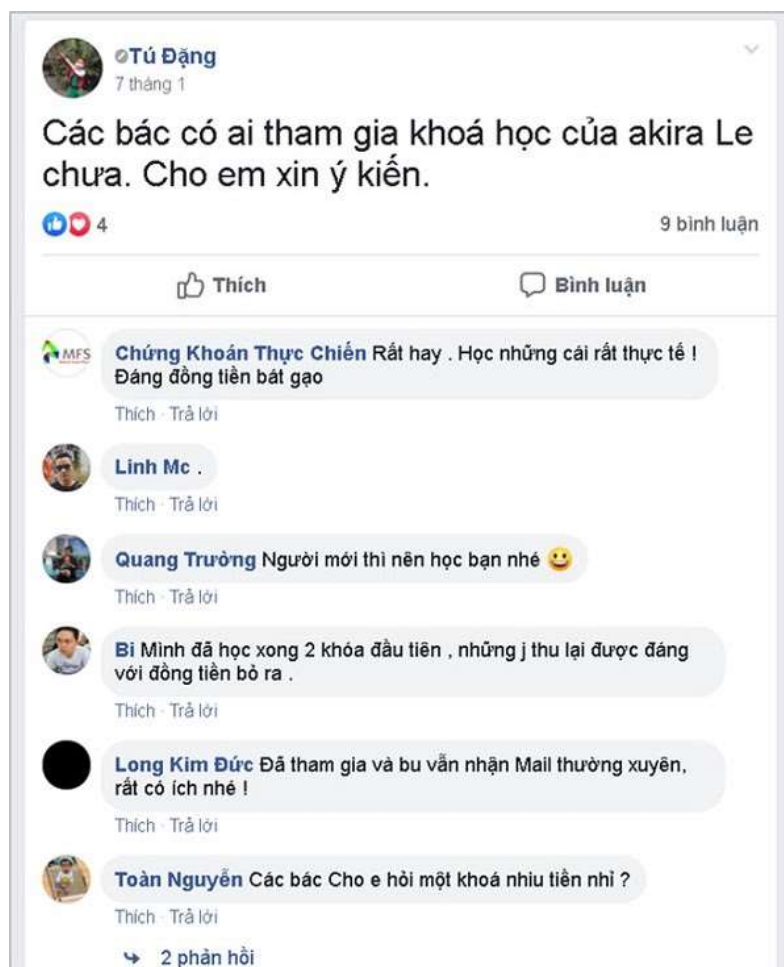 Tú Đặng
7 tháng 1
Các bác có ai tham gia khoá học của akira Le
chưa. Cho em xin ý kiến.
4
9 bình luận
Thích
Bình luận
MFS
Chứng Khoán Thực Chiến Rất hay . Học những cái rất thực tế !
Đáng đồng tiền bát gạo
Thích · Trả lời
Linh Mc .
Thích · Trả lời
Quang Trường Người mới thì nên học bạn nhé 😀
Thích · Trả lời
Bi Mình đã học xong 2 khóa đầu tiên , những j thu lại được đáng
với đồng tiền bỏ ra .
Thích · Trả lời
Long Kim Đức Đã tham gia và bu vẫn nhận Mail thường xuyên,
rất có ích nhé !
Thích · Trả lời
Toàn Nguyễn Các bác Cho e hỏi một khoá nhiu tiền nhỉ ?
Thích · Trả lời
2 phản hồi